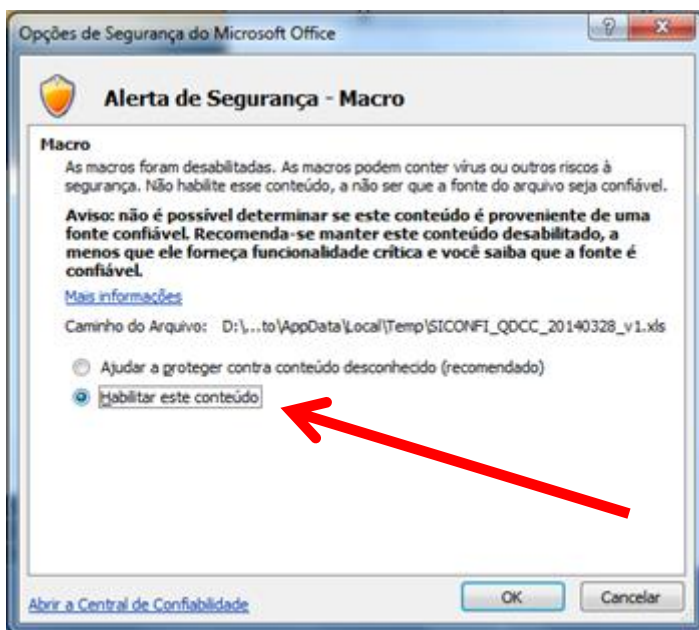 Opções de Segurança do Microsoft Office
Alerta de Segurança - Macro
Macro
As macros foram desabilitadas. As macros podem conter vírus ou outros riscos à
segurança. Não habilite esse conteúdo, a não ser que a fonte do arquivo seja confiável.
Aviso: não é possível determinar se este conteúdo é proveniente de uma
fonte confiável. Recomenda-se manter este conteúdo desabilitado, a
menos que ele forneça funcionalidade crítica e você saiba que a fonte é
confiável.
Mais informações
Caminho do Arquivo: D:\...to\AppData\Local\Temp\SICONFI_QDCC_20140328_v1.xls
Ajudar a proteger contra conteúdo desconhecido (recomendado)
Habilitar este conteúdo
Abrir a Central de Confiabilidade
OK
Cancelar